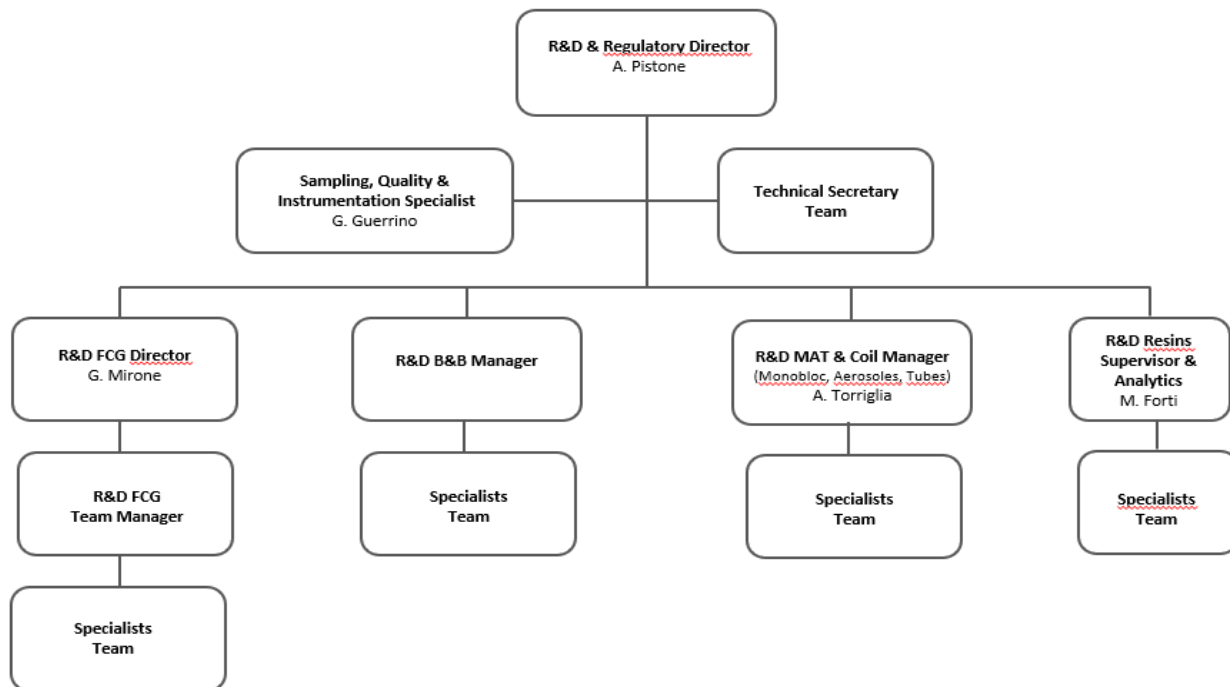 R&D & Regulatory Director
A. Pistone
Sampling, Quality &
Instrumentation Specialist
G. Guerrino
Technical Secretary
Team
R&D FCG Director
G. Mirone
R&D B&B Manager
R&D MAT & Coil Manager
(Monobloc, Aerosoles, Tubes)
A. Torriglia
R&D Resins
Supervisor &
Analytics
M. Forti
R&D FCG
Team Manager
Specialists
Team
Specialists
Team
Specialists
Team
Specialists
Team